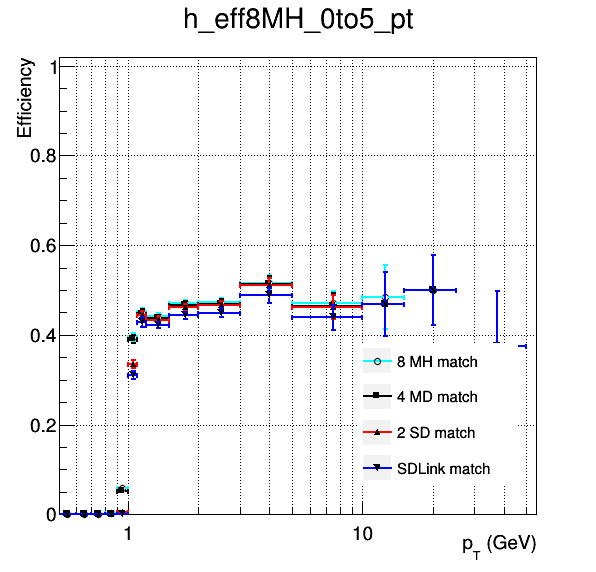 h_eff8MH_0to5_pt
Efficiency
1
0.8
0.6
0.4
0.2
0
8 MH match
4 MD match
2 SD match
SDLink match
1
10
p_T (GeV)